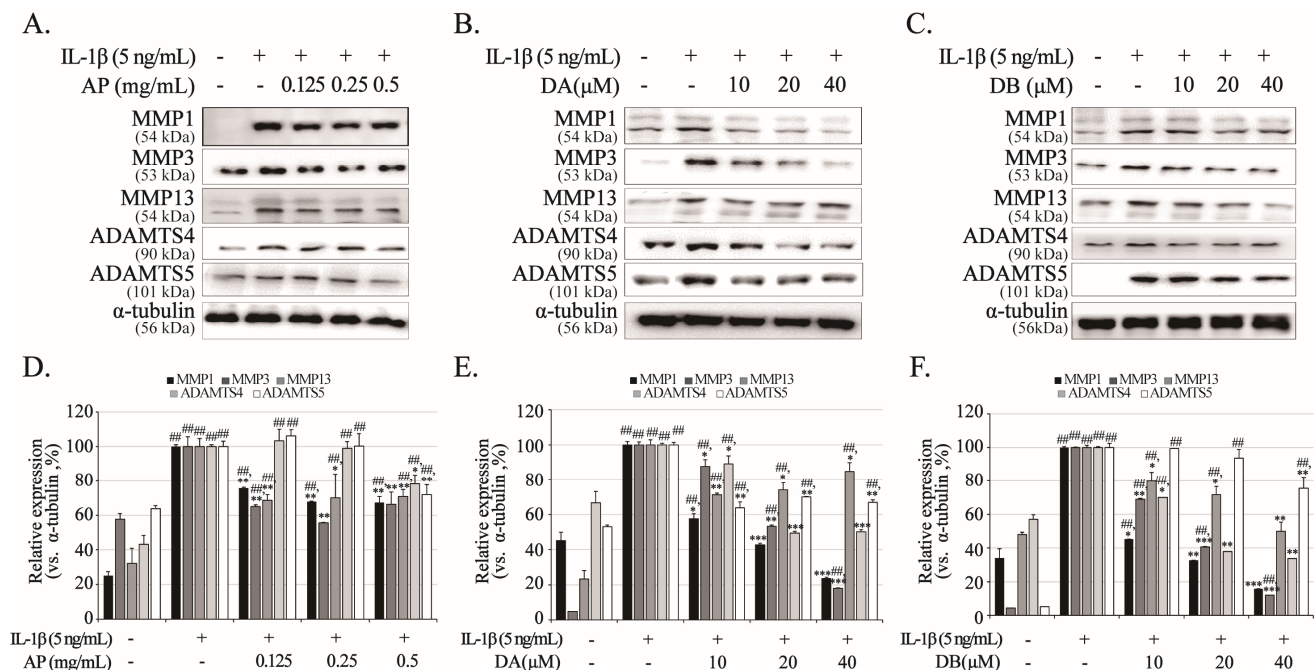 A.
IL-1β (5 ng/mL) - + + + +
AP (mg/mL) - - 0.125 0.25 0.5
MMP1
(54 kDa)
MMP3
(53 kDa)
MMP13
(54 kDa)
ADAMTS4
(90 kDa)
ADAMTS5
(101 kDa)
α-tubulin
(56 kDa)
B.
IL-1β (5 ng/mL) - + + + +
DA(μM) - - 10 20 40
MMP1
(54 kDa)
MMP3
(53 kDa)
MMP13
(54 kDa)
ADAMTS4
(90 kDa)
ADAMTS5
(101 kDa)
α-tubulin
(56 kDa)
C.
IL-1β (5 ng/mL) - + + + +
DB (μM) - - 10 20 40
MMP1
(54 kDa)
MMP3
(53 kDa)
MMP13
(54 kDa)
ADAMTS4
(90 kDa)
ADAMTS5
(101 kDa)
α-tubulin
(56kDa)
D.
MMP1 MMP3 MMP13
ADAMTS4 ADAMTS5
Relative expression
(vs. α-tubulin ,%)
120
100
80
60
40
20
0
## ## ## ## ##
##, ** ##, ** ##, ** ## ##
##, ** ** ##, * ## ##
##, ** ** ##, ** ##, * ##, **
IL-1β (5 ng/mL) - + + + +
AP (mg/mL) - - 0.125 0.25 0.5
E.
MMP1 MMP3 MMP13
ADAMTS4 ADAMTS5
Relative expression
(vs. α-tubulin ,%)
120
100
80
60
40
20
0
## ## ## ## ##
##, * ##, * ##, ** ##, * ##, **
*** ##, ** ##, * *** ##, **
*** ##, *** ##, * *** ##, **
IL-1β (5 ng/mL) - + + + +
DA(μM) - - 10 20 40
F.
MMP1 MMP3 MMP13
ADAMTS4 ADAMTS5
Relative expression
(vs. α-tubulin ,%)
120
100
80
60
40
20
0
## ## ## ## ##
##, * ##, ** ##, * ##, * ##
** ##, *** ##, * ** ##
*** ##, *** ** ** ##, **
IL-1β (5 ng/mL) - + + + +
DB(μM) - - 10 20 40